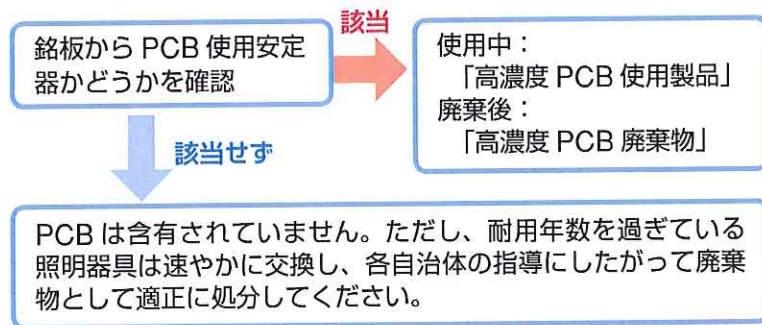 銘板から PCB 使用安定
器かどうかを確認
該当
使用中：
「高濃度 PCB 使用製品」
廃棄後：
「高濃度 PCB 廃棄物」
該当せず
PCB は含有されていません。ただし、耐用年数を過ぎている
照明器具は速やかに交換し、各自治体の指導にしたがって廃棄
物として適正に処分してください。